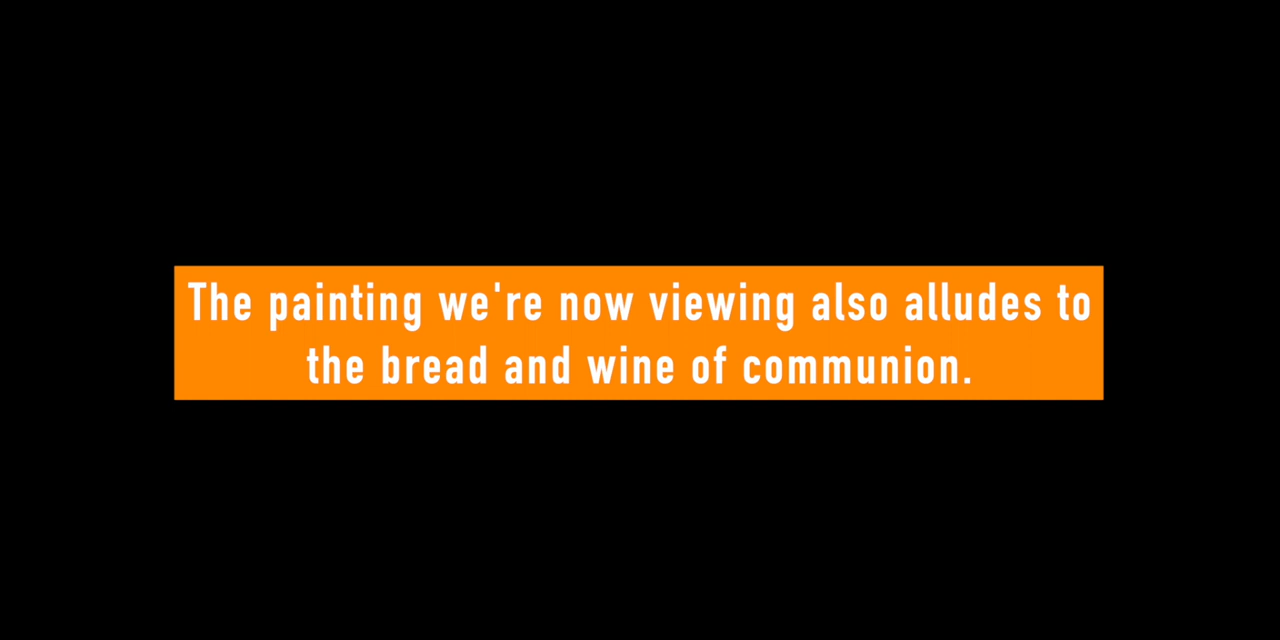 The painting we're now viewing also alludes to
the bread and wine of communion.